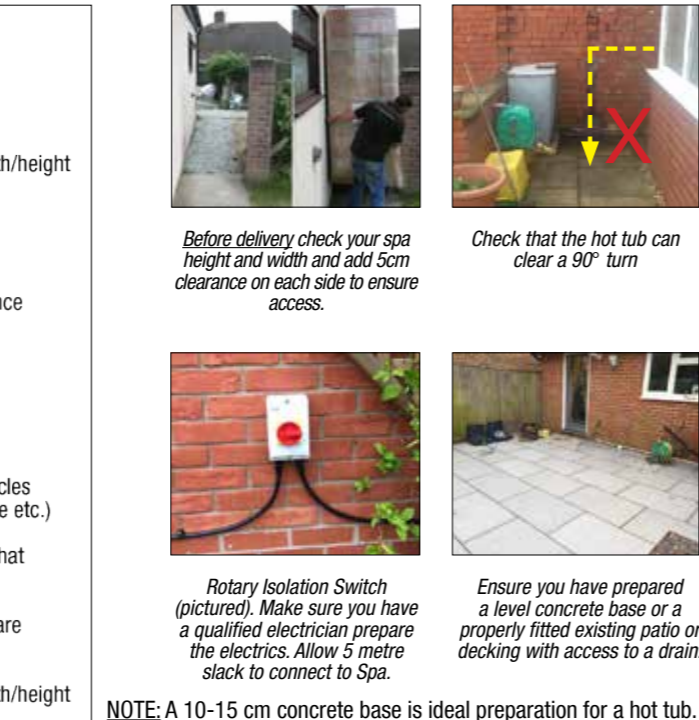 th/height
nce
cles
e etc.)
hat
are
th/height
Before delivery check your spa
height and width and add 5cm
clearance on each side to ensure
access.
Check that the hot tub can
clear a 90° turn
X
Rotary Isolation Switch
(pictured). Make sure you have
a qualified electrician prepare
the electrics. Allow 5 metre
slack to connect to Spa.
Ensure you have prepared
a level concrete base or a
properly fitted existing patio or
decking with access to a drain.
NOTE: A 10-15 cm concrete base is ideal preparation for a hot tub.